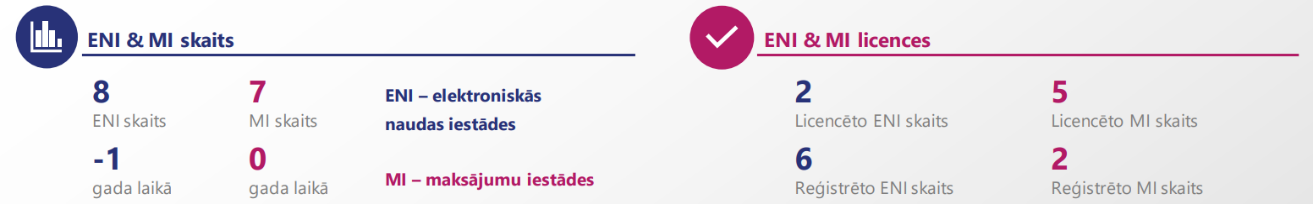 ENI & MI skaits
8
ENI skaits
7
MI skaits
-1
gada laikā
0
gada laikā
ENI – elektroniskās
naudas iestādes
MI – maksājumu iestādes
ENI & MI licences
2
Licencēto ENI skaits
5
Licencēto MI skaits
6
Reģistrēto ENI skaits
2
Reģistrēto MI skaits